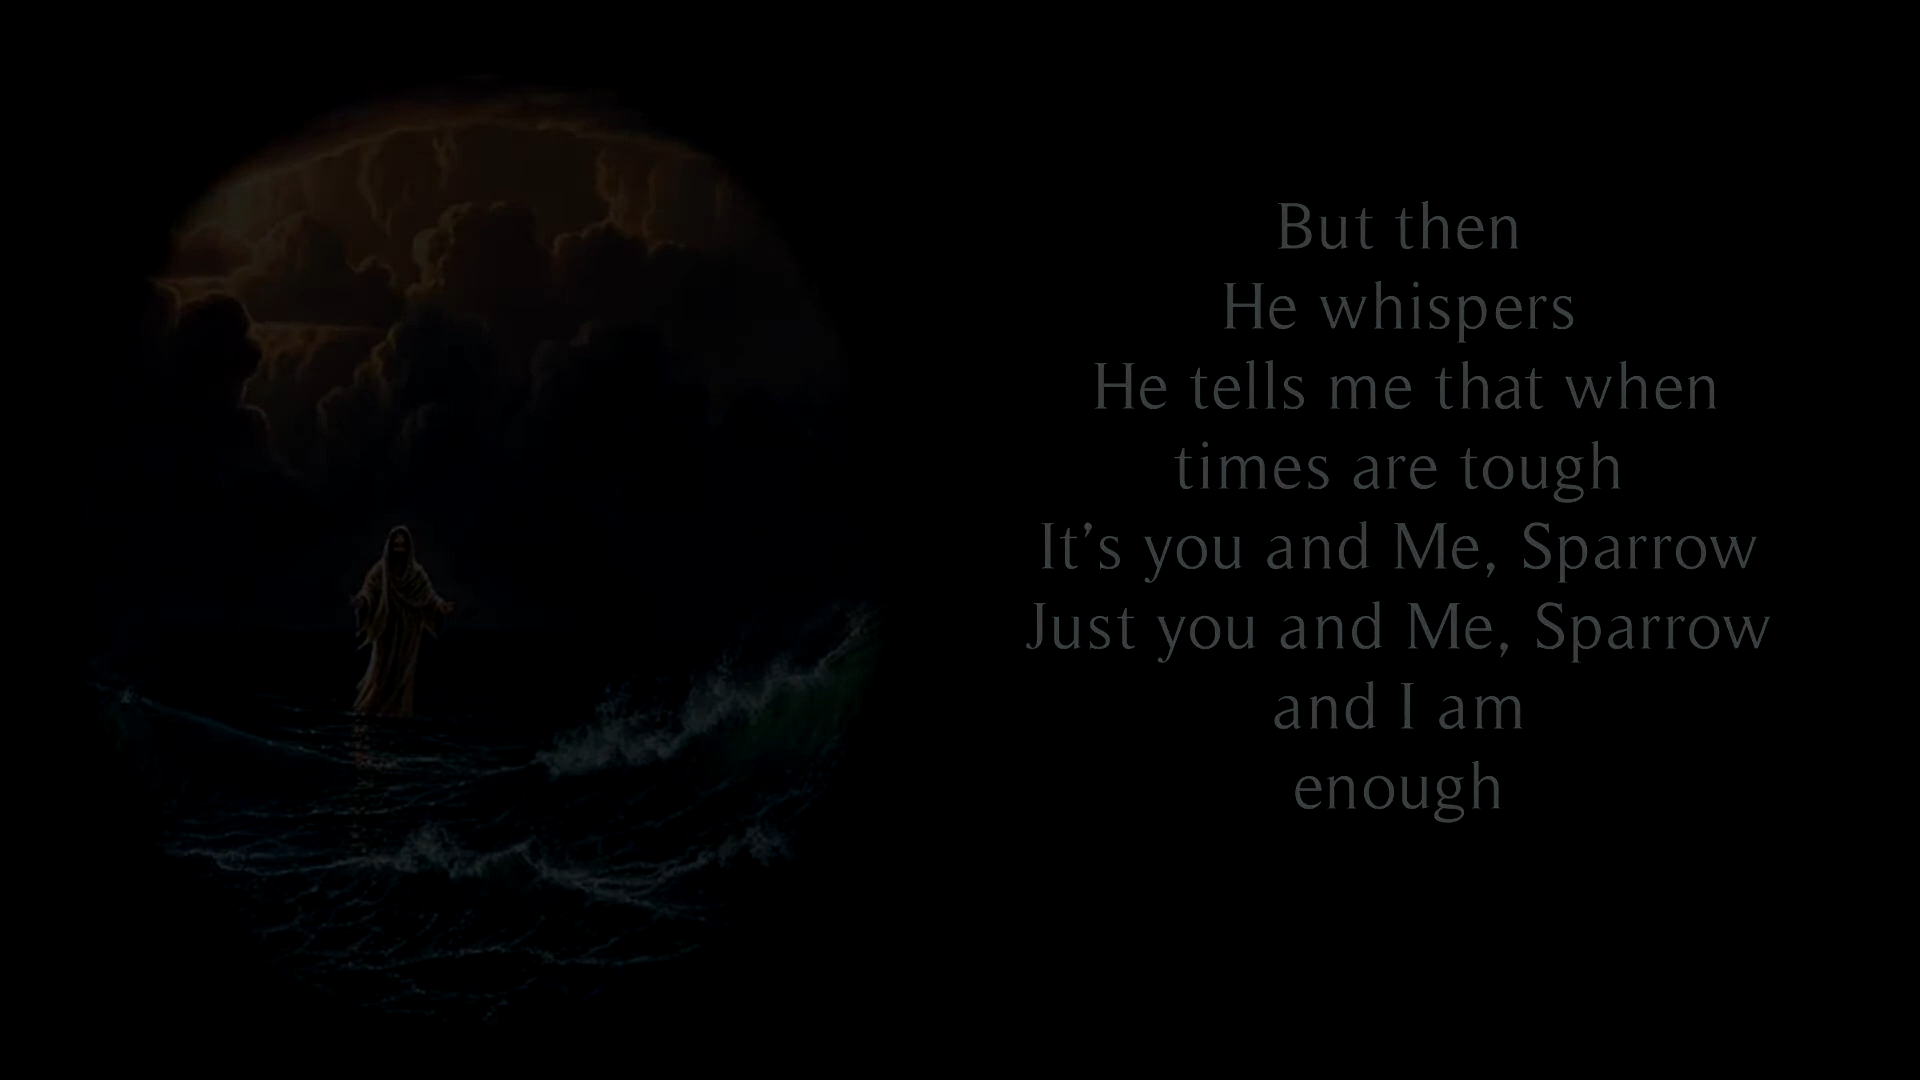 But then
He whispers
He tells me that when
times are tough
It’s you and Me, Sparrow
Just you and Me, Sparrow
and I am
enough